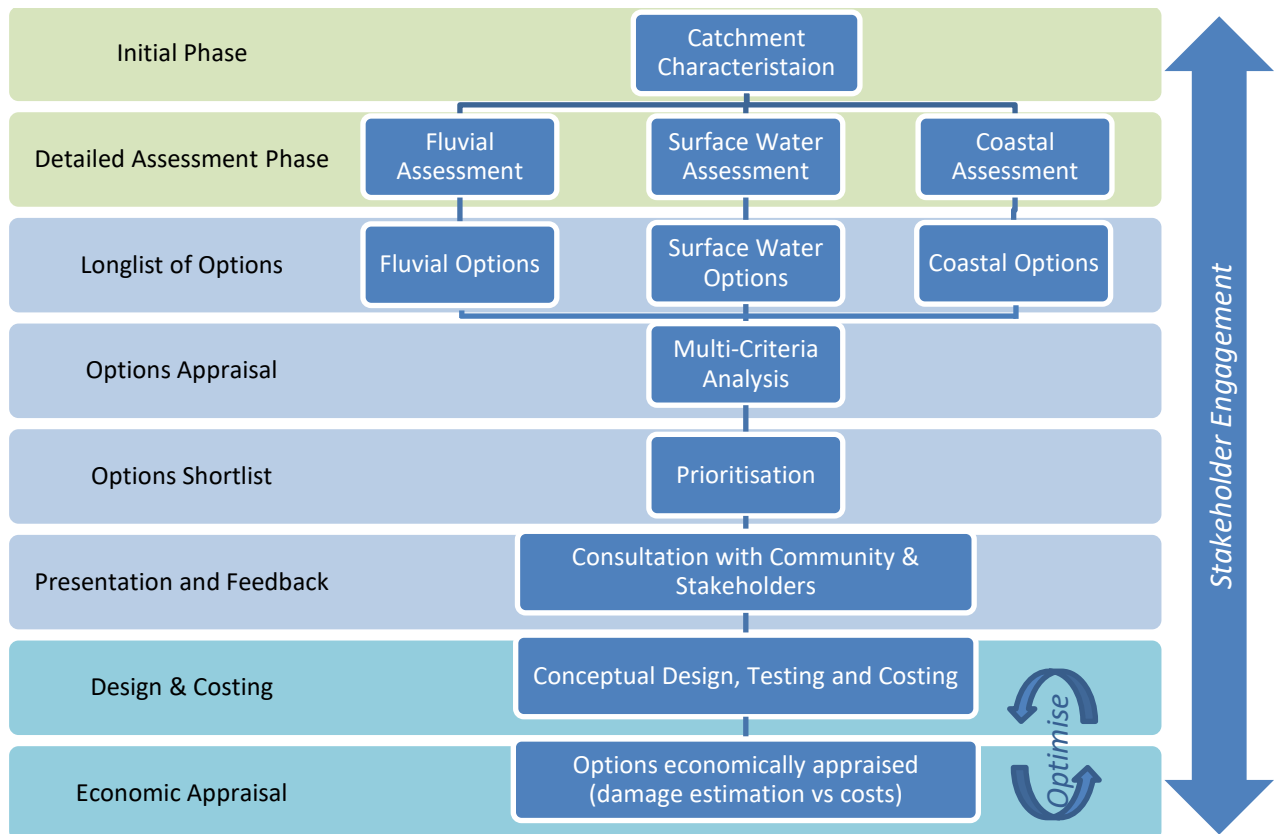 Initial Phase
Catchment
Characteristaion
Detailed Assessment Phase
Fluvial
Assessment
Surface Water
Assessment
Coastal
Assessment
Longlist of Options
Fluvial Options
Surface Water
Options
Coastal Options
Options Appraisal
Multi-Criteria
Analysis
Options Shortlist
Prioritisation
Presentation and Feedback
Consultation with Community &
Stakeholders
Design & Costing
Conceptual Design, Testing and Costing
Economic Appraisal
Options economically appraised
(damage estimation vs costs)
Optimise
Stakeholder Engagement